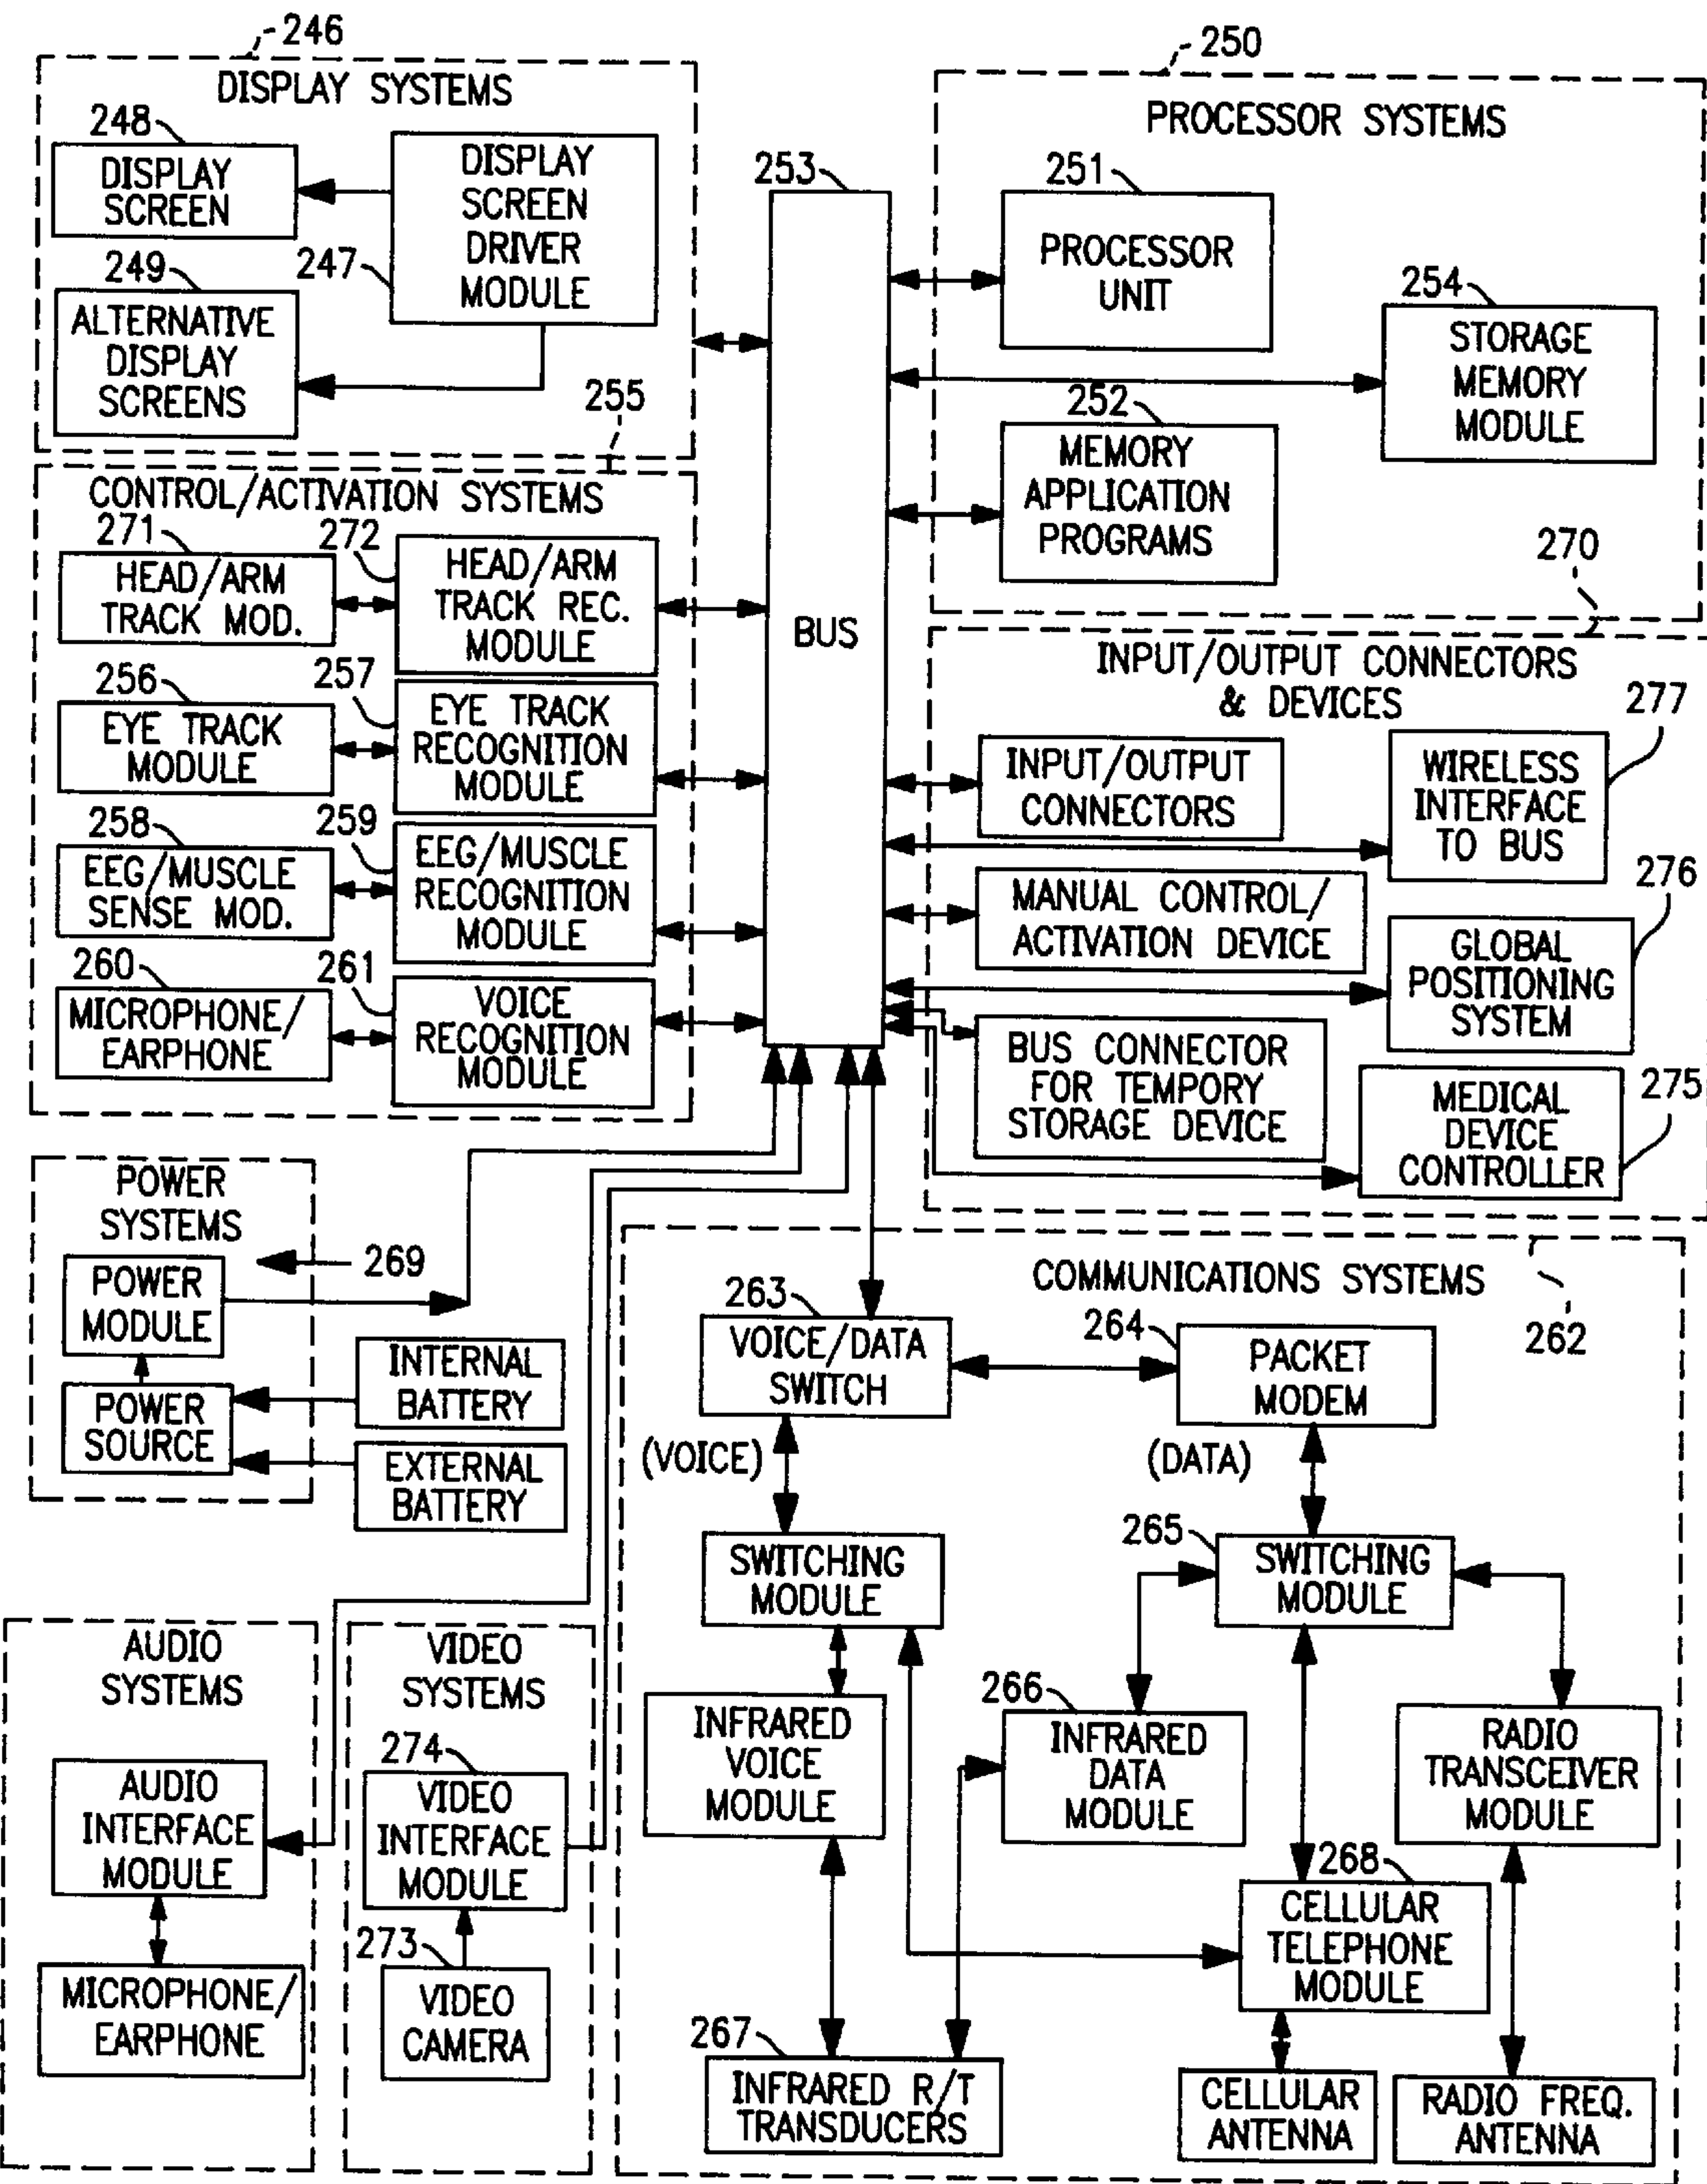 246
DISPLAY SYSTEMS
248
DISPLAY
SCREEN
DISPLAY
SCREEN
DRIVER
MODULE
247
249
ALTERNATIVE
DISPLAY
SCREENS
255
CONTROL/ACTIVATION SYSTEMS
271
HEAD/ARM
TRACK MOD.
272
HEAD/ARM
TRACK REC.
MODULE
256
EYE TRACK
MODULE
257
EYE TRACK
RECOGNITION
MODULE
258
EEG/MUSCLE
SENSE MOD.
259
EEG/MUSCLE
RECOGNITION
MODULE
260
MICROPHONE/
EARPHONE
261
VOICE
RECOGNITION
MODULE
253
BUS
250
PROCESSOR SYSTEMS
251
PROCESSOR
UNIT
254
STORAGE
MEMORY
MODULE
252
MEMORY
APPLICATION
PROGRAMS
270
INPUT/OUTPUT CONNECTORS
& DEVICES
INPUT/OUTPUT
CONNECTORS
277
WIRELESS
INTERFACE
TO BUS
MANUAL CONTROL/
ACTIVATION DEVICE
276
GLOBAL
POSITIONING
SYSTEM
BUS CONNECTOR
FOR TEMPORY
STORAGE DEVICE
275
MEDICAL
DEVICE
CONTROLLER
POWER
SYSTEMS
269
POWER
MODULE
POWER
SOURCE
INTERNAL
BATTERY
EXTERNAL
BATTERY
COMMUNICATIONS SYSTEMS
262
263
VOICE/DATA
SWITCH
264
PACKET
MODEM
(VOICE)
(DATA)
SWITCHING
MODULE
265
SWITCHING
MODULE
INFRARED
VOICE
MODULE
266
INFRARED
DATA
MODULE
RADIO
TRANSCEIVER
MODULE
268
CELLULAR
TELEPHONE
MODULE
267
INFRARED R/T
TRANSDUCERS
CELLULAR
ANTENNA
RADIO FREQ.
ANTENNA
AUDIO
SYSTEMS
AUDIO
INTERFACE
MODULE
MICROPHONE/
EARPHONE
VIDEO
SYSTEMS
274
VIDEO
INTERFACE
MODULE
273
VIDEO
CAMERA